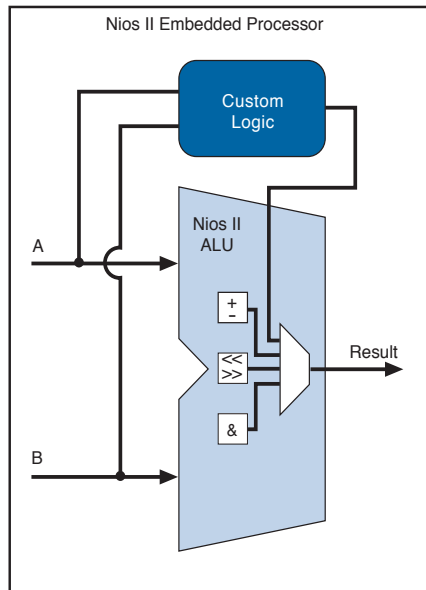 Nios II Embedded Processor
Custom
Logic
Nios II
ALU
A
+
-
<<
>>
Result
&
B